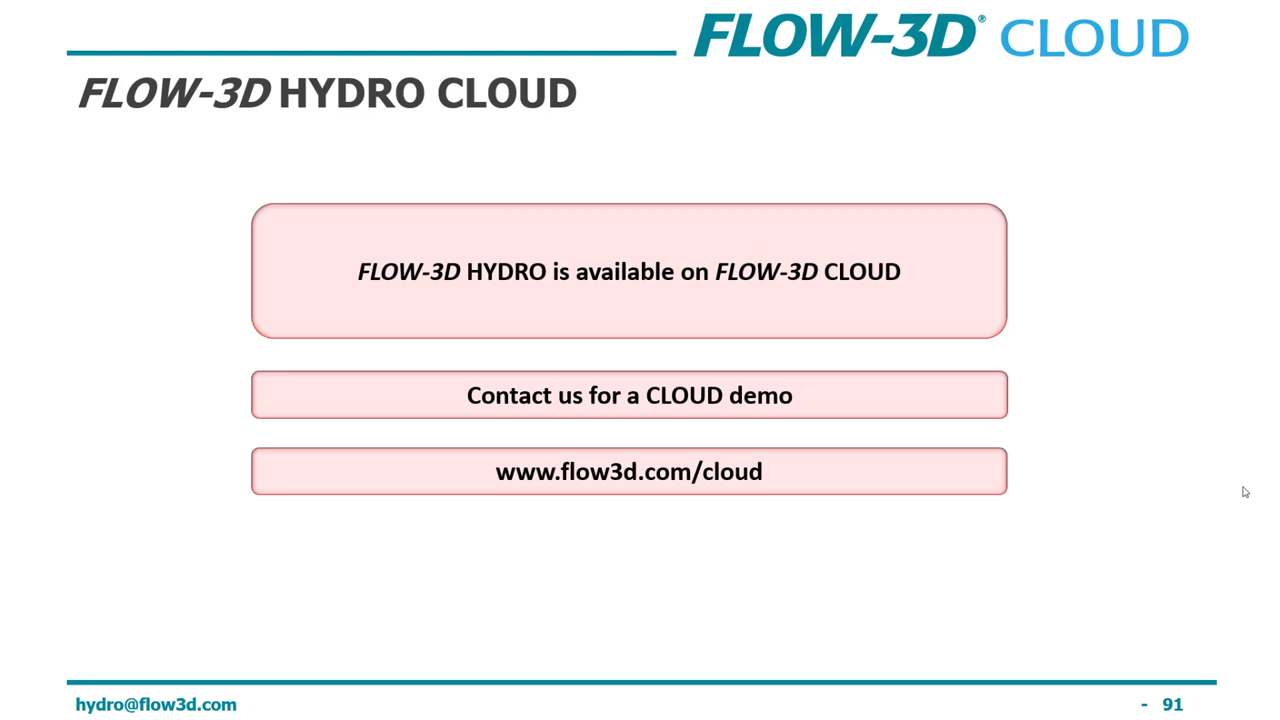 FLOW-3D® CLOUD
FLOW-3D HYDRO CLOUD
FLOW-3D HYDRO is available on FLOW-3D CLOUD
Contact us for a CLOUD demo
www.flow3d.com/cloud
hydro@flow3d.com
- 91